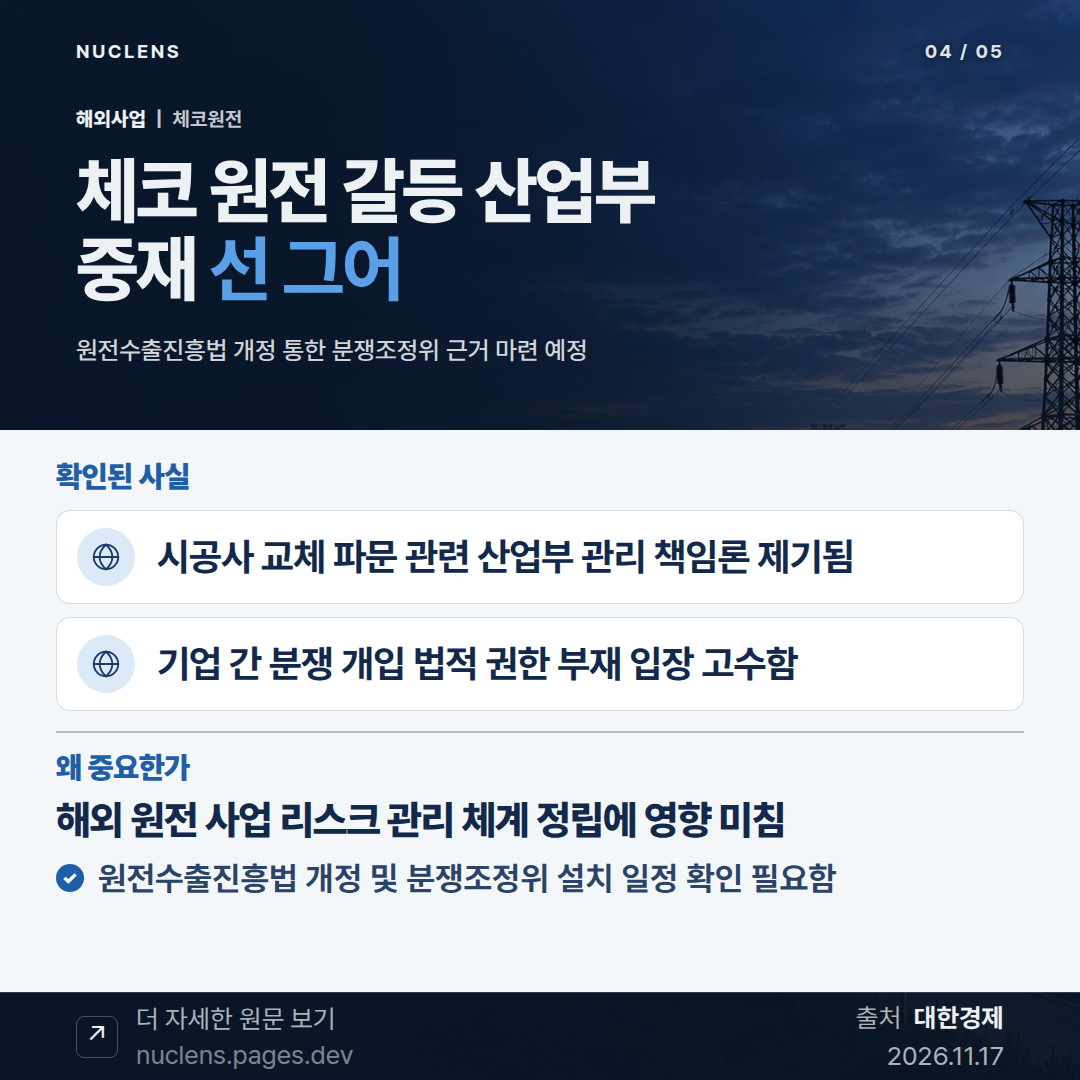 NUCLENS
04 / 05
해외사업 | 체코원전
체코 원전 갈등 산업부
중재 선 그어
원전수출진흥법 개정 통한 분쟁조정위 근거 마련 예정
확인된 사실
시공사 교체 파문 관련 산업부 관리 책임론 제기됨
기업 간 분쟁 개입 법적 권한 부재 입장 고수함
왜 중요한가
해외 원전 사업 리스크 관리 체계 정립에 영향 미침
원전수출진흥법 개정 및 분쟁조정위 설치 일정 확인 필요함
더 자세한 원문 보기
nuclens.pages.dev
출처 대한경제
2026.11.17